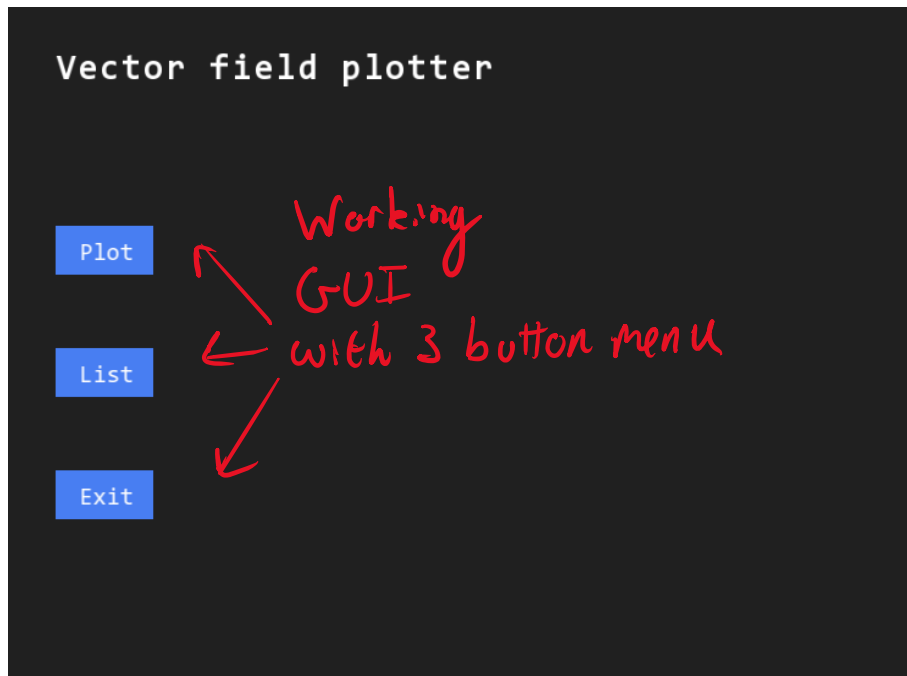 Vector field plotter
Working
Plot
GUI
with 3 button menu
List
Exit